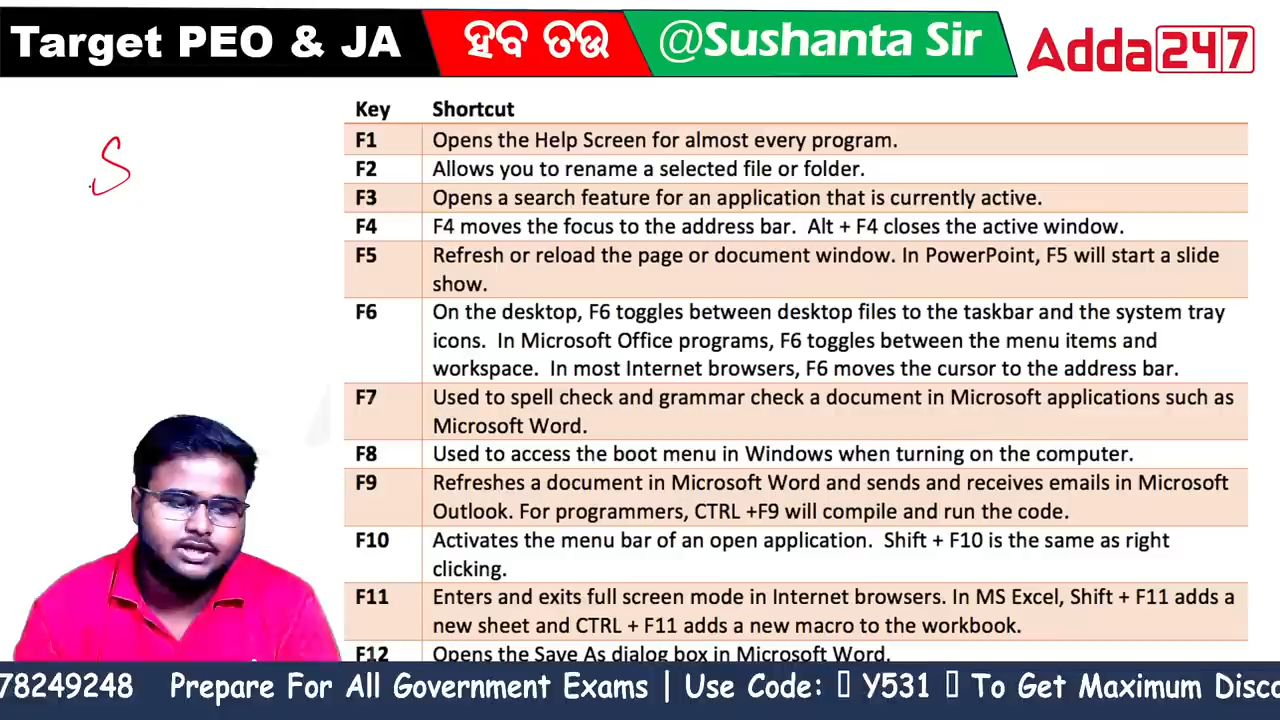 Target PEO & JA
ହବ ତଉ
@Sushanta Sir
Adda247
S
Key Shortcut
F1 Opens the Help Screen for almost every program.
F2 Allows you to rename a selected file or folder.
F3 Opens a search feature for an application that is currently active.
F4 F4 moves the focus to the address bar. Alt + F4 closes the active window.
F5 Refresh or reload the page or document window. In PowerPoint, F5 will start a slide
show.
F6 On the desktop, F6 toggles between desktop files to the taskbar and the system tray
icons. In Microsoft Office programs, F6 toggles between the menu items and
workspace. In most Internet browsers, F6 moves the cursor to the address bar.
F7 Used to spell check and grammar check a document in Microsoft applications such as
Microsoft Word.
F8 Used to access the boot menu in Windows when turning on the computer.
F9 Refreshes a document in Microsoft Word and sends and receives emails in Microsoft
Outlook. For programmers, CTRL +F9 will compile and run the code.
F10 Activates the menu bar of an open application. Shift + F10 is the same as right
clicking.
F11 Enters and exits full screen mode in Internet browsers. In MS Excel, Shift + F11 adds a
new sheet and CTRL + F11 adds a new macro to the workbook.
F12 Opens the Save As dialog box in Microsoft Word.
78249248 Prepare For All Government Exams | Use Code: Y531 To Get Maximum Disco